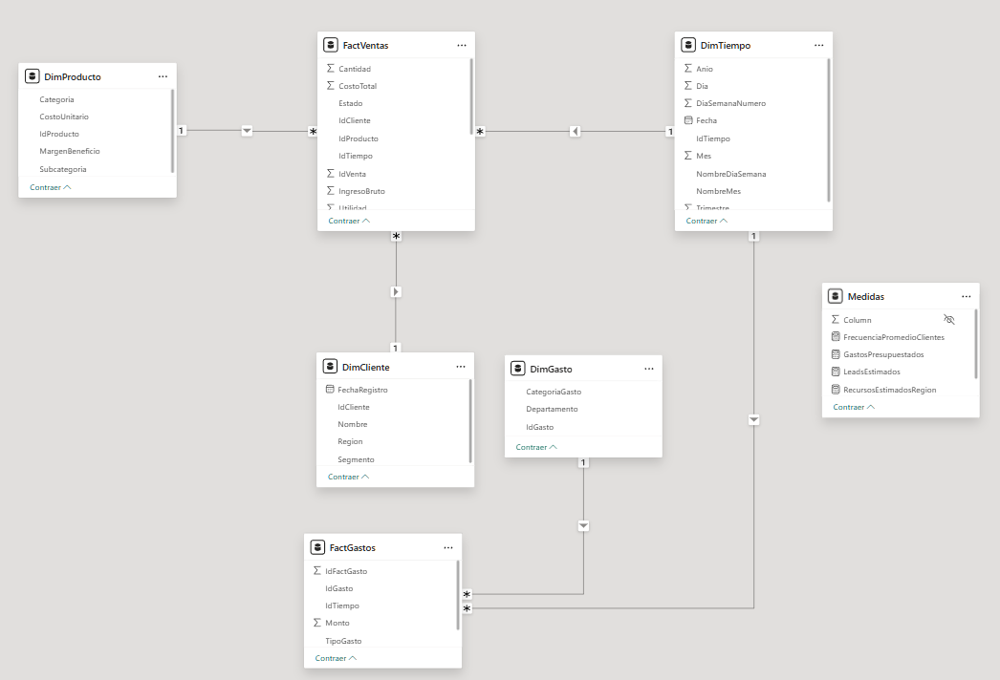 DimProducto
Categoria
CostoUnitario
IdProducto
MargenBeneficio
Subcategoria
Contraer
1
*
FactVentas
Cantidad
CostoTotal
Estado
IdCliente
IdProducto
IdTiempo
IdVenta
IngresoBruto
Utilidad
Contraer
*
1
DimTiempo
Anio
Dia
DiaSemanaNumero
Fecha
IdTiempo
Mes
NombreDiaSemana
NombreMes
Trimestre
Contraer
*
1
1
Medidas
Column
FrecuenciaPromedioClientes
GastosPresupuestados
LeadsEstimados
RecursosEstimadosRegion
Contraer
DimCliente
FechaRegistro
IdCliente
Nombre
Region
Segmento
Contraer
DimGasto
CategoriaGasto
Departamento
IdGasto
Contraer
1
FactGastos
IdFactGasto
IdGasto
IdTiempo
Monto
TipoGasto
Contraer
*
*